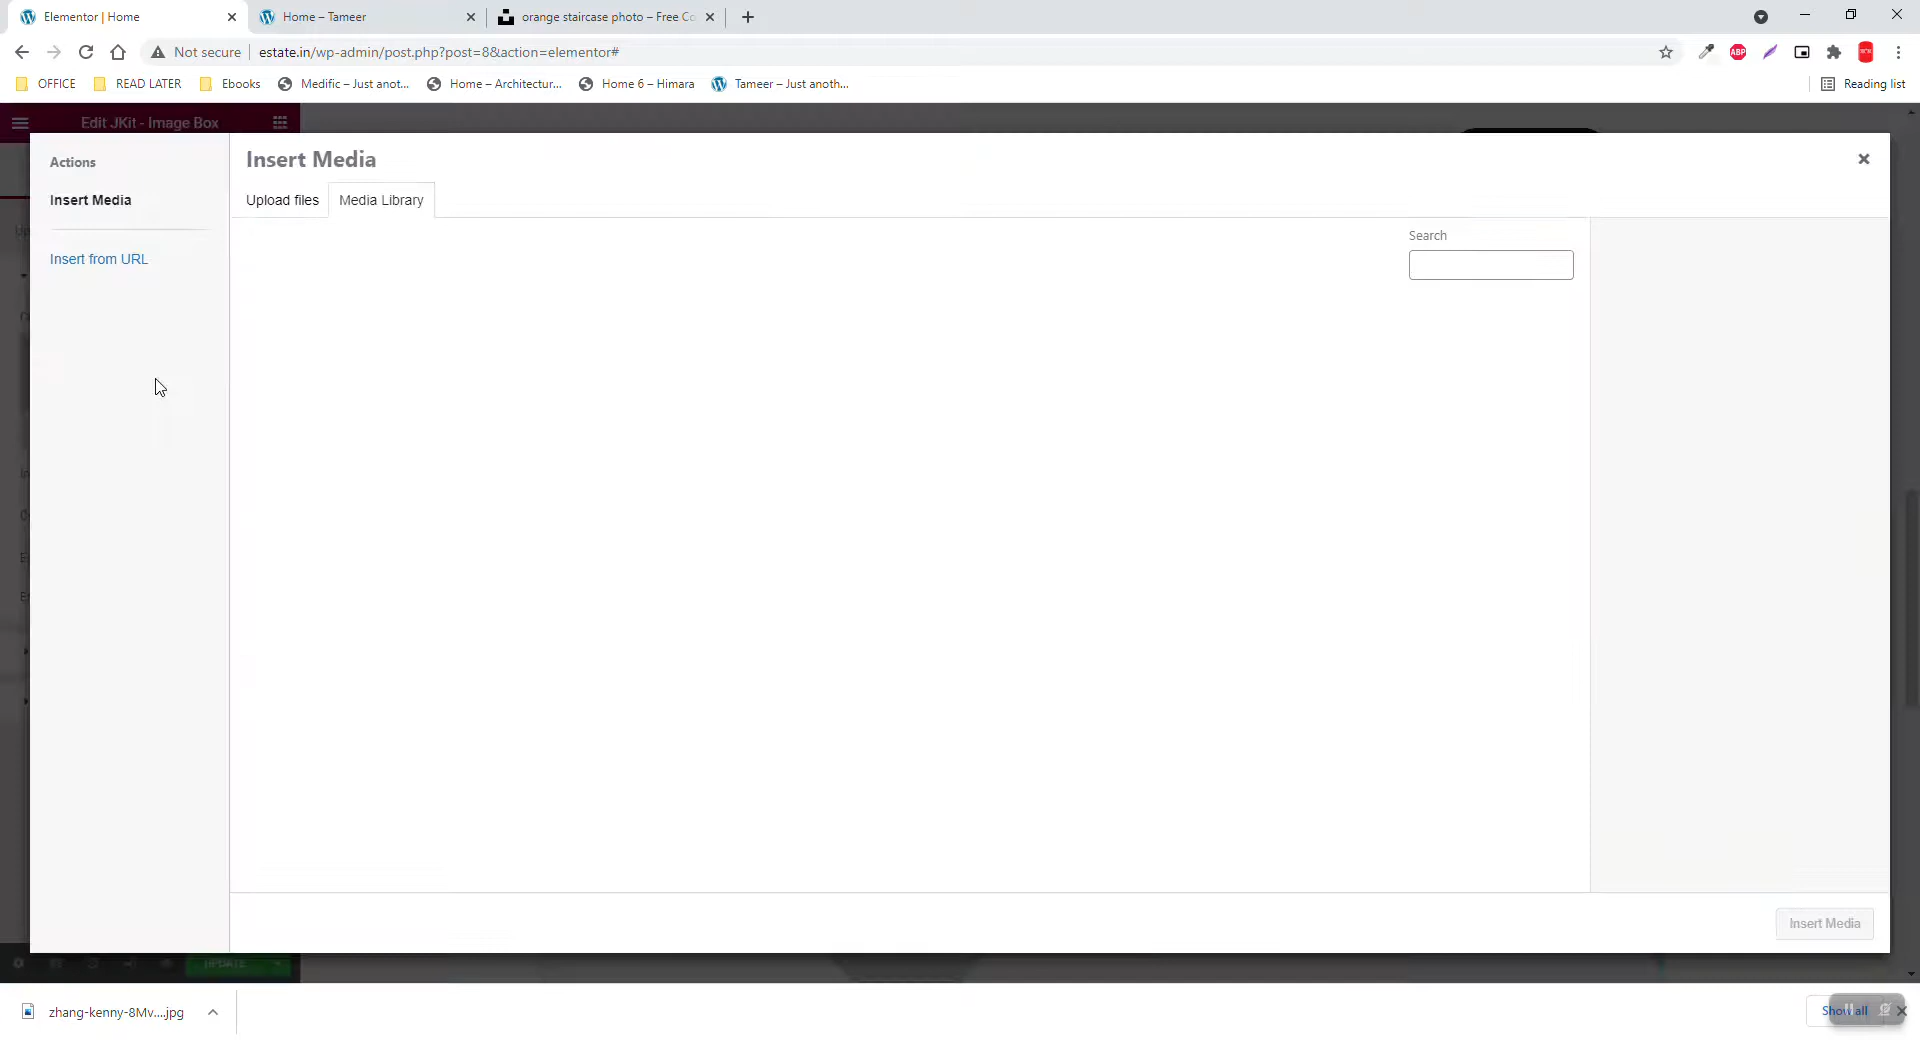 Elementor | Home
Home – Tameer
orange staircase photo – Free Co
Not secure
estate.in/wp-admin/post.php?post=8&action=elementor#
ABP
OFFICE
READ LATER
Ebooks
Medific – Just anot...
Home – Architectur...
Home 6 – Himara
Tameer – Just anoth...
Reading list
Edit JKit - Image Box
Actions
Insert Media
Insert from URL
Insert Media
Upload files
Media Library
Search
Insert Media
UPDATE
zhang-kenny-8Mv....jpg
Show all